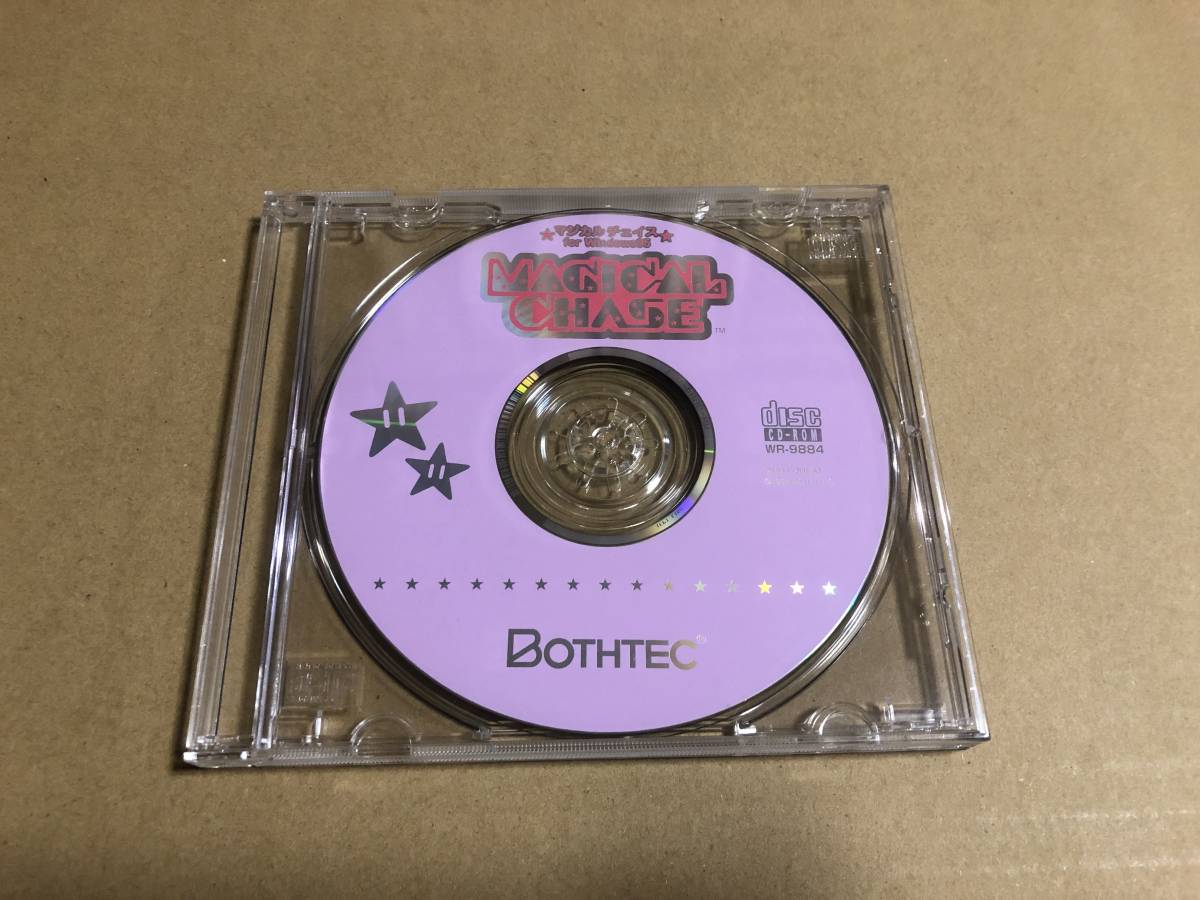 ★マジカルチェイス★
for Windows95
MAGICAL
CHASE
TM
disc
CD-ROM
WR-9884
BOTHTEC®